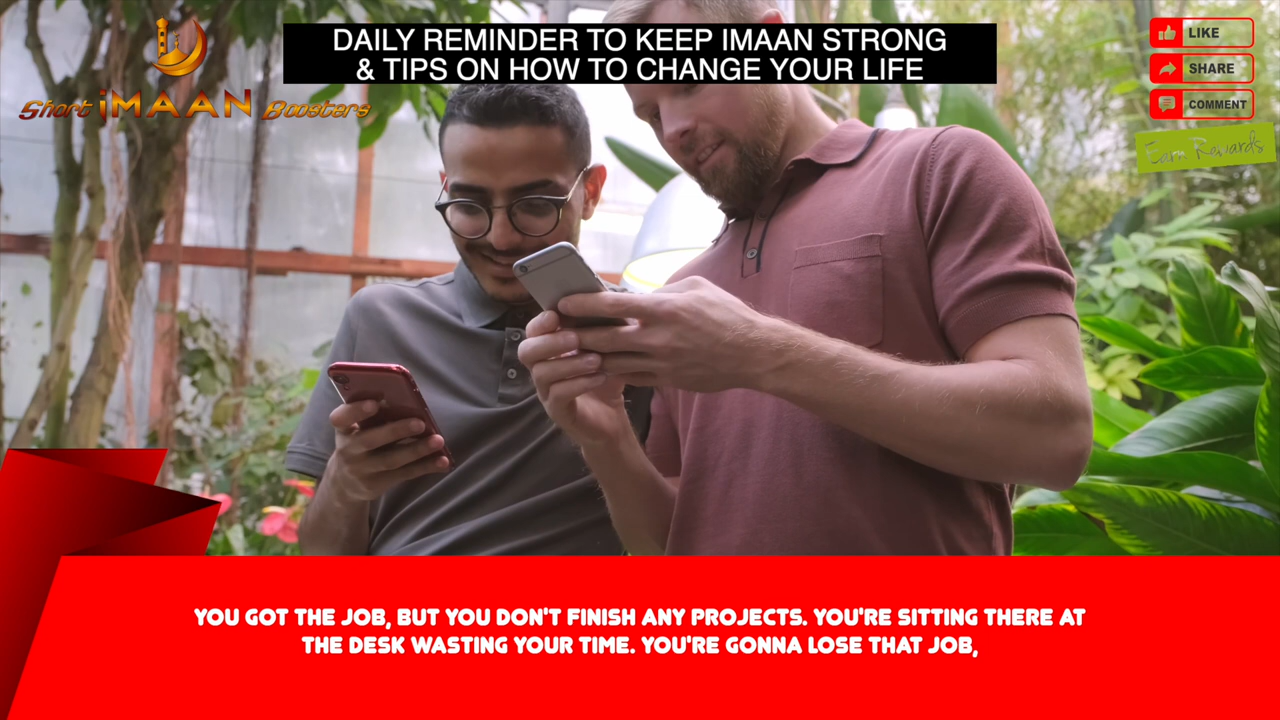 DAILY REMINDER TO KEEP IMAAN STRONG
& TIPS ON HOW TO CHANGE YOUR LIFE
Short iMAAN Boosters
LIKE
SHARE
COMMENT
Earn Rewards
YOU GOT THE JOB, BUT YOU DON'T FINISH ANY PROJECTS. YOU'RE SITTING THERE AT
THE DESK WASTING YOUR TIME. YOU'RE GONNA LOSE THAT JOB,